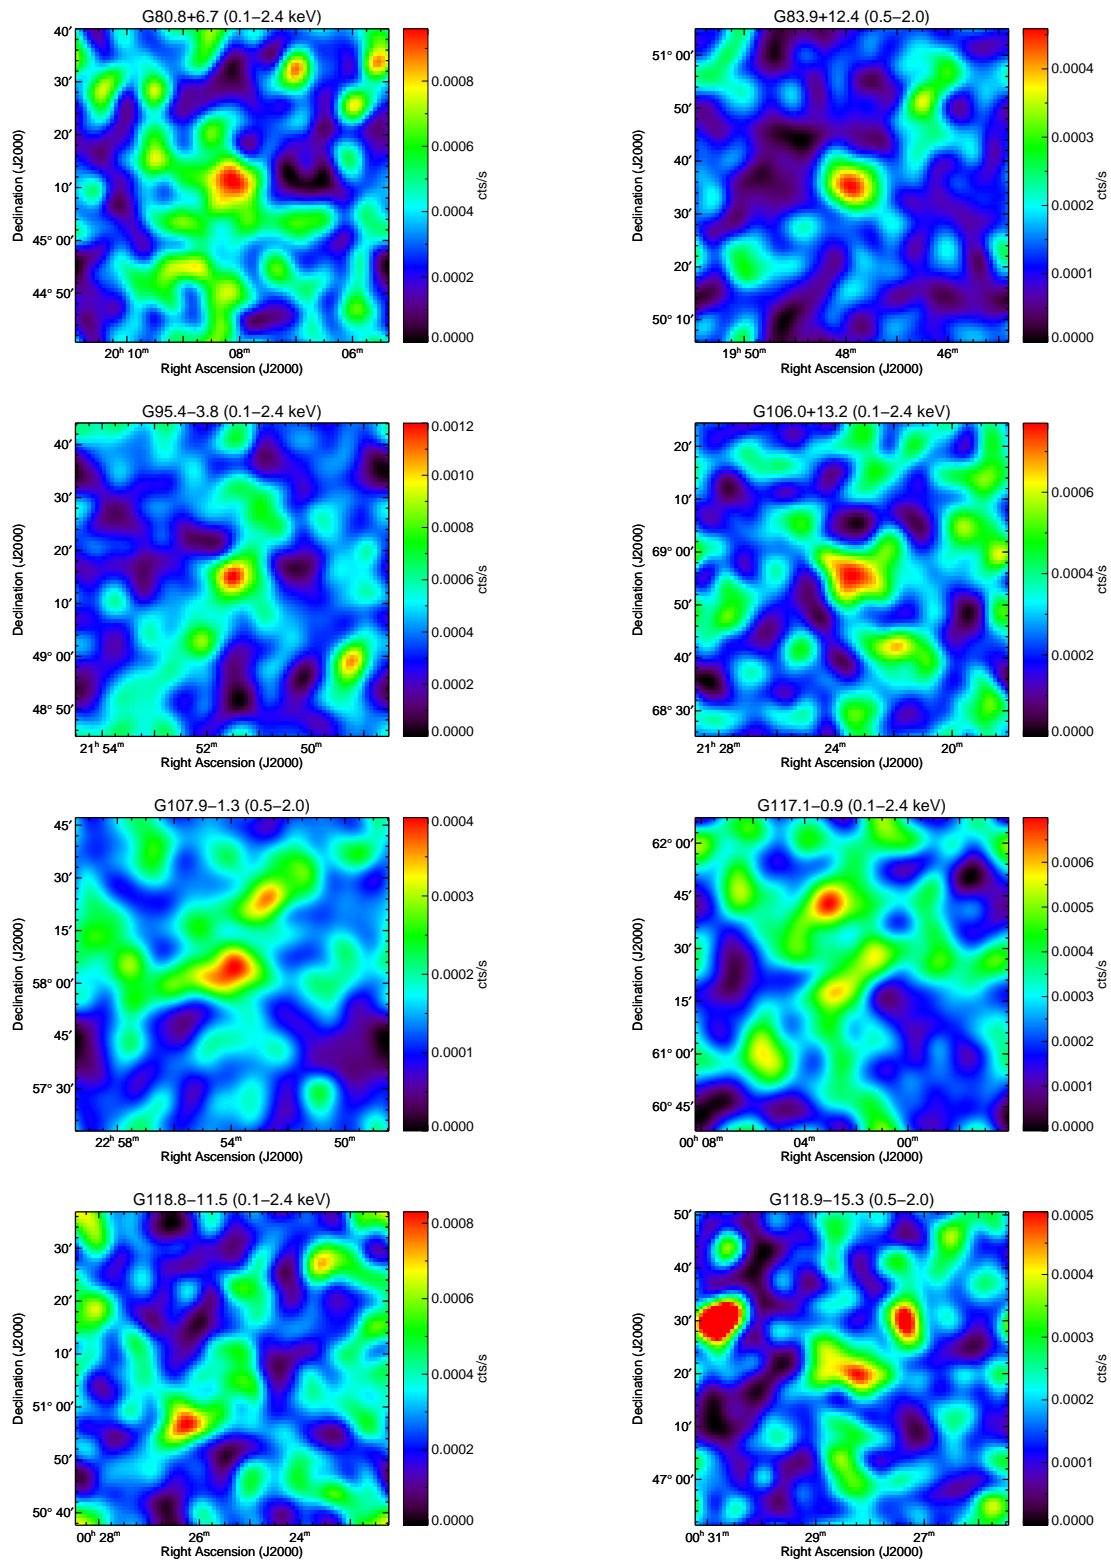 G80.8+6.7 (0.1−2.4 keV)
40′
30′
20′
10′
45° 00′
44° 50′
Declination (J2000)
20ʰ 10ᵐ 08ᵐ 06ᵐ
Right Ascension (J2000)
0.0008
0.0006
0.0004
0.0002
0.0000
cts/s
G83.9+12.4 (0.5−2.0)
51° 00′
50′
40′
30′
20′
50° 10′
Declination (J2000)
19ʰ 50ᵐ 48ᵐ 46ᵐ
Right Ascension (J2000)
0.0004
0.0003
0.0002
0.0001
0.0000
cts/s
G95.4−3.8 (0.1−2.4 keV)
40′
30′
20′
10′
49° 00′
48° 50′
Declination (J2000)
21ʰ 54ᵐ 52ᵐ 50ᵐ
Right Ascension (J2000)
0.0012
0.0010
0.0008
0.0006
0.0004
0.0002
0.0000
cts/s
G106.0+13.2 (0.1−2.4 keV)
20′
10′
69° 00′
50′
40′
68° 30′
Declination (J2000)
21ʰ 28ᵐ 24ᵐ 20ᵐ
Right Ascension (J2000)
0.0006
0.0004
0.0002
0.0000
cts/s
G107.9−1.3 (0.5−2.0)
45′
30′
15′
58° 00′
45′
57° 30′
Declination (J2000)
22ʰ 58ᵐ 54ᵐ 50ᵐ
Right Ascension (J2000)
0.0004
0.0003
0.0002
0.0001
0.0000
cts/s
G117.1−0.9 (0.1−2.4 keV)
62° 00′
45′
30′
15′
61° 00′
60° 45′
Declination (J2000)
00ʰ 08ᵐ 04ᵐ 00ᵐ
Right Ascension (J2000)
0.0006
0.0005
0.0004
0.0003
0.0002
0.0001
0.0000
cts/s
G118.8−11.5 (0.1−2.4 keV)
30′
20′
10′
51° 00′
50′
50° 40′
Declination (J2000)
00ʰ 28ᵐ 26ᵐ 24ᵐ
Right Ascension (J2000)
0.0008
0.0006
0.0004
0.0002
0.0000
cts/s
G118.9−15.3 (0.5−2.0)
50′
40′
30′
20′
10′
47° 00′
Declination (J2000)
00ʰ 31ᵐ 29ᵐ 27ᵐ
Right Ascension (J2000)
0.0005
0.0004
0.0003
0.0002
0.0001
0.0000
cts/s